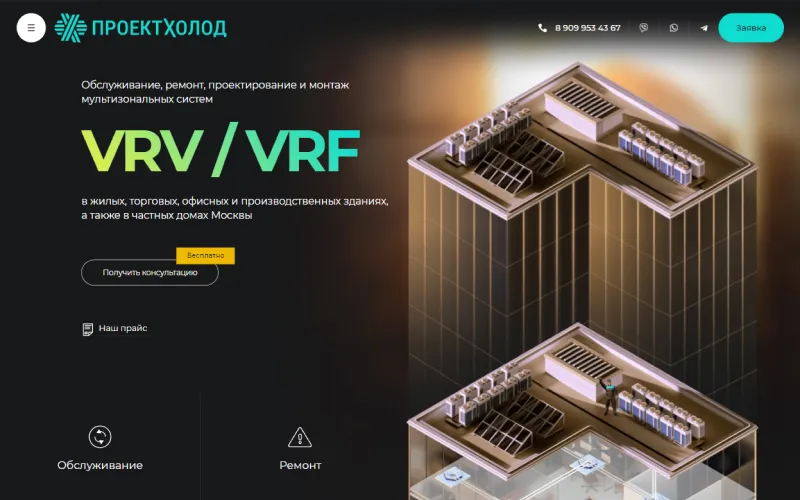 ПРОЕКТХОЛОД
8 909 953 43 67
Заявка
Обслуживание, ремонт, проектирование и монтаж
мультизональных систем
VRV / VRF
в жилых, торговых, офисных и производственных зданиях,
а также в частных домах Москвы
Бесплатно
Получить консультацию
Наш прайс
Обслуживание
Ремонт